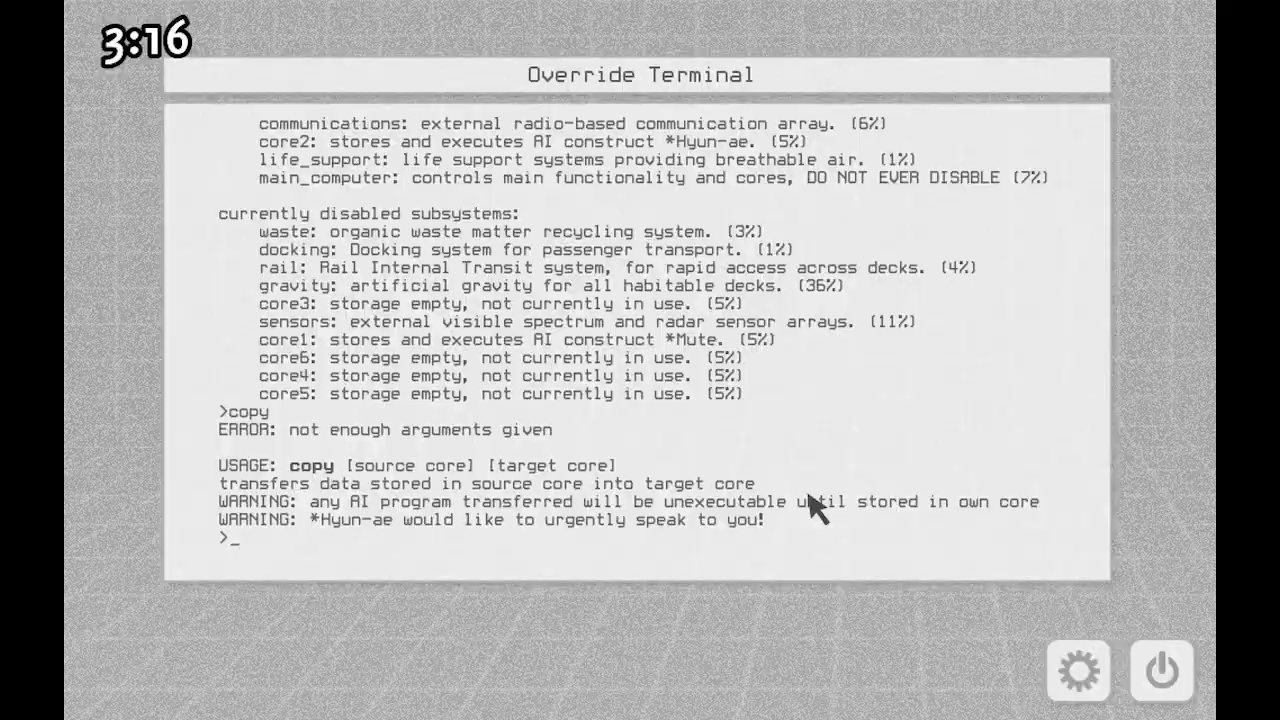 3:16
Override Terminal
communications: external radio-based communication array. (6%)
core2: stores and executes AI construct *Hyun-ae. (5%)
life_support: life support systems providing breathable air. (1%)
main_computer: controls main functionality and cores, DO NOT EVER DISABLE (7%)
currently disabled subsystems:
waste: organic waste matter recycling system. (3%)
docking: Docking system for passenger transport. (1%)
rail: Rail Internal Transit system, for rapid access across decks. (4%)
gravity: artificial gravity for all habitable decks. (36%)
core3: storage empty, not currently in use. (5%)
sensors: external visible spectrum and radar sensor arrays. (11%)
core1: stores and executes AI construct *Mute. (5%)
core6: storage empty, not currently in use. (5%)
core4: storage empty, not currently in use. (5%)
core5: storage empty, not currently in use. (5%)
>copy
ERROR: not enough arguments given
USAGE: copy [source core] [target core]
transfers data stored in source core into target core
WARNING: any AI program transferred will be unexecutable until stored in own core
WARNING: *Hyun-ae would like to urgently speak to you!
>_